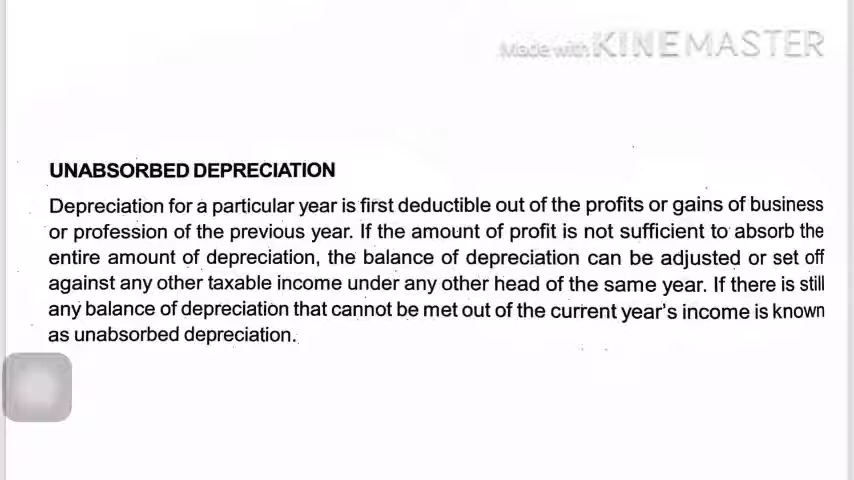 Made with KINEMASTER
UNABSORBED DEPRECIATION
Depreciation for a particular year is first deductible out of the profits or gains of business
or profession of the previous year. If the amount of profit is not sufficient to absorb the
entire amount of depreciation, the balance of depreciation can be adjusted or set off
against any other taxable income under any other head of the same year. If there is still
any balance of depreciation that cannot be met out of the current year's income is known
as unabsorbed depreciation.